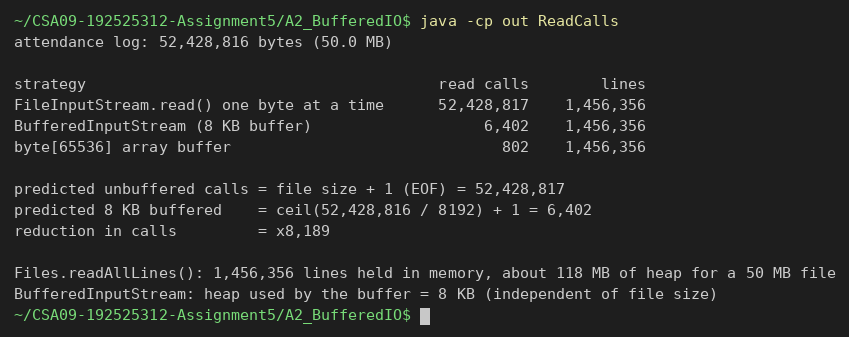 ~/CSA09-192525312-Assignment5/A2_BufferedIO$ java -cp out ReadCalls
attendance log: 52,428,816 bytes (50.0 MB)
strategy read calls lines
FileInputStream.read() one byte at a time 52,428,817 1,456,356
BufferedInputStream (8 KB buffer) 6,402 1,456,356
byte[65536] array buffer 802 1,456,356
predicted unbuffered calls = file size + 1 (EOF) = 52,428,817
predicted 8 KB buffered = ceil(52,428,816 / 8192) + 1 = 6,402
reduction in calls = x8,189
Files.readAllLines(): 1,456,356 lines held in memory, about 118 MB of heap for a 50 MB file
BufferedInputStream: heap used by the buffer = 8 KB (independent of file size)
~/CSA09-192525312-Assignment5/A2_BufferedIO$